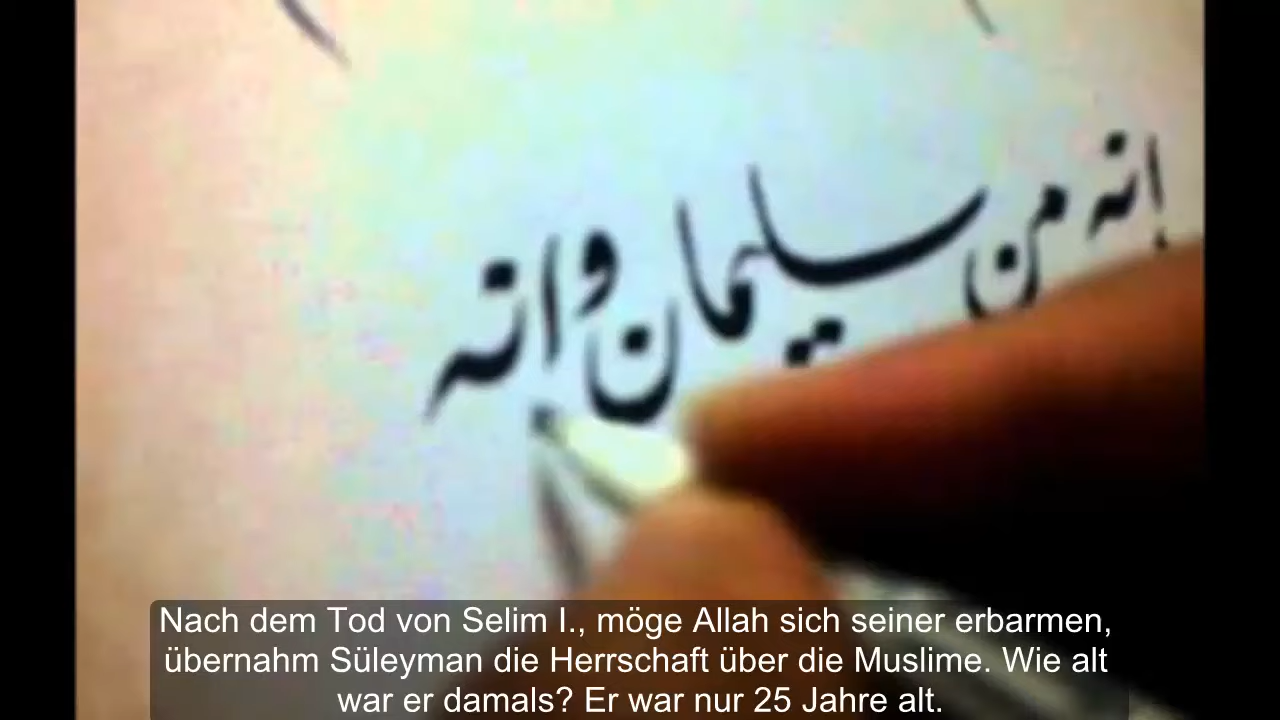 انه من سليمان وانه
Nach dem Tod von Selim I., möge Allah sich seiner erbarmen,
übernahm Süleyman die Herrschaft über die Muslime. Wie alt
war er damals? Er war nur 25 Jahre alt.